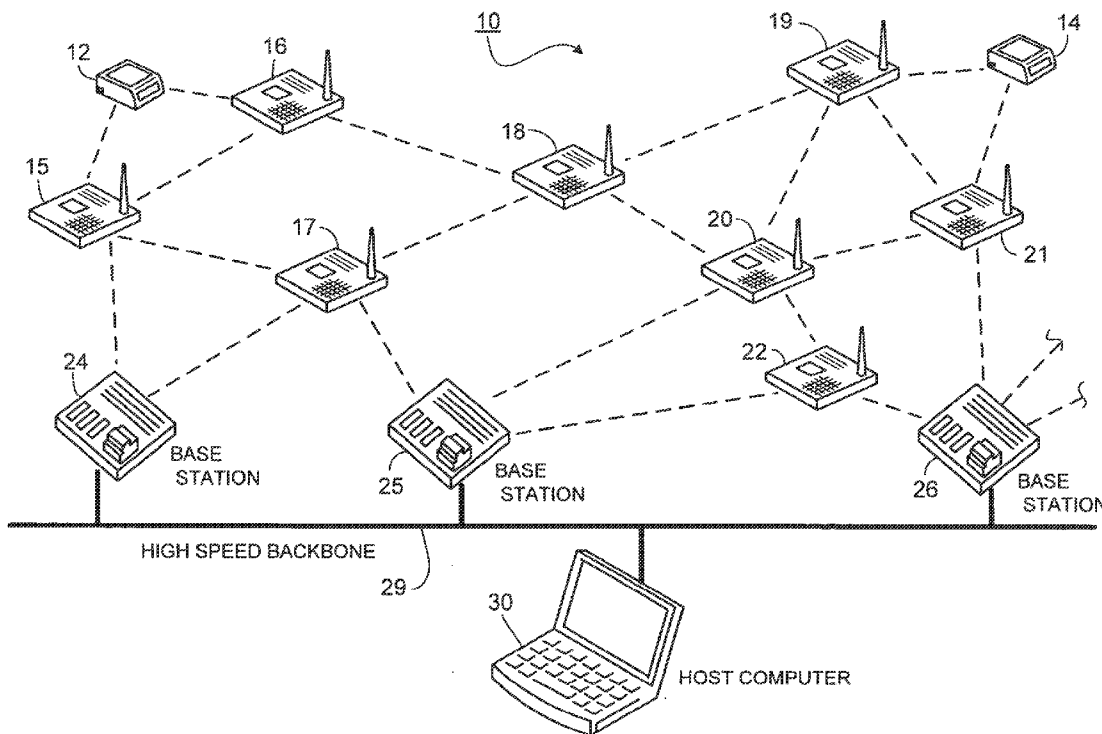 10
12
16
19
14
15
18
17
20
21
22
24
BASE
STATION
25
BASE
STATION
26
BASE
STATION
HIGH SPEED BACKBONE
29
30
HOST COMPUTER